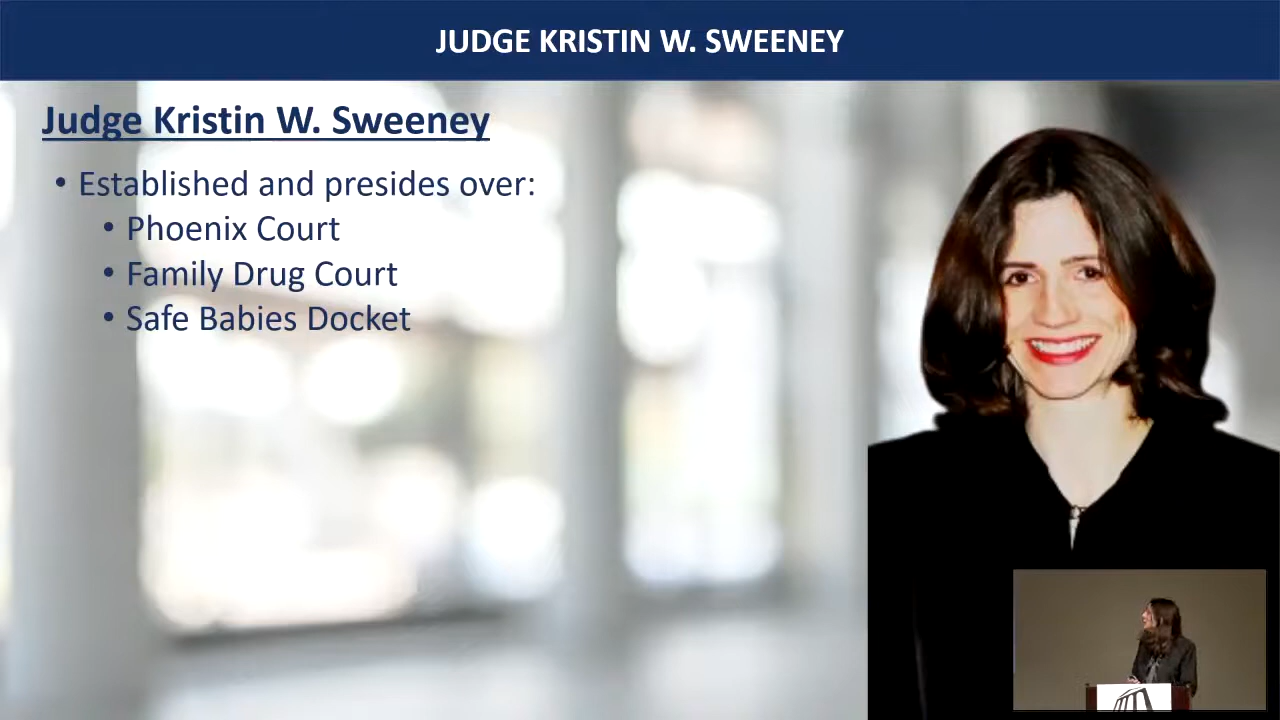 JUDGE KRISTIN W. SWEENEY
Judge Kristin W. Sweeney
• Established and presides over:
• Phoenix Court
• Family Drug Court
• Safe Babies Docket